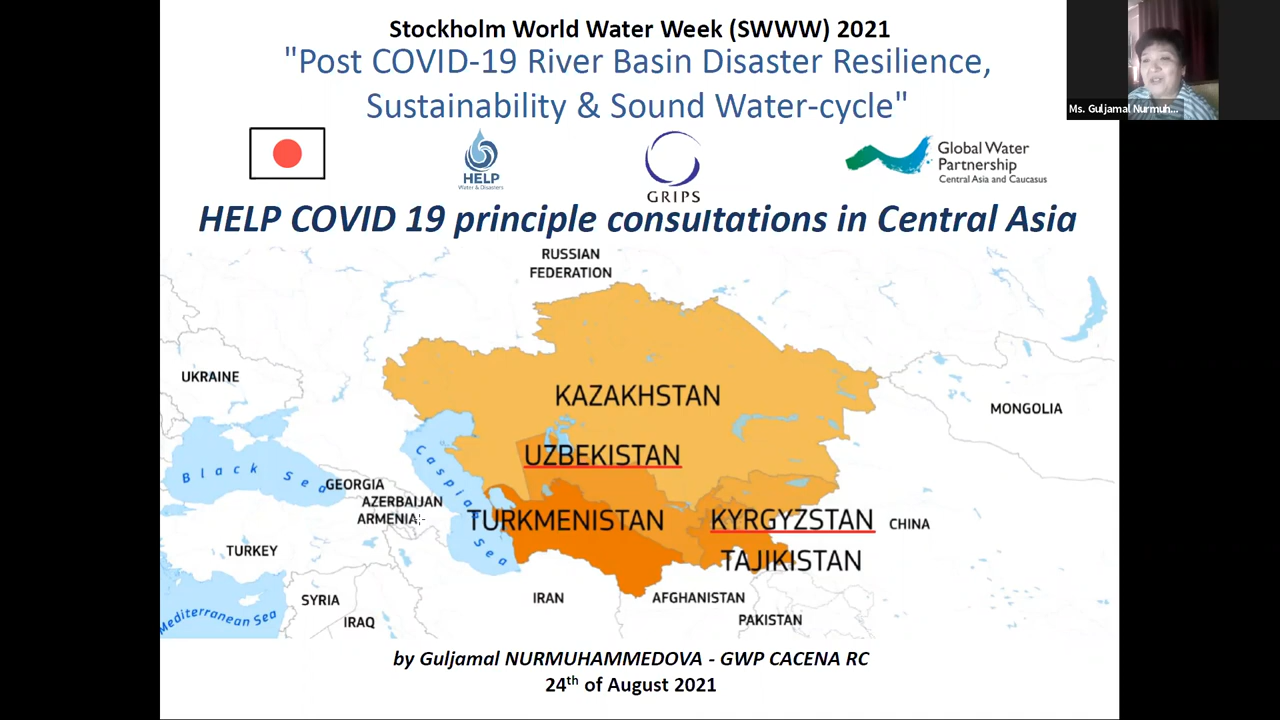 Stockholm World Water Week (SWWW) 2021
"Post COVID-19 River Basin Disaster Resilience,
Sustainability & Sound Water-cycle"
Ms. Guljamal Nurmuh...
HELP
Water & Disasters
GRIPS
Global Water
Partnership
Central Asia and Caucasus
HELP COVID 19 principle consultations in Central Asia
RUSSIAN
FEDERATION
UKRAINE
KAZAKHSTAN
MONGOLIA
UZBEKISTAN
Black Sea
Caspian Sea
GEORGIA
AZERBAIJAN
ARMENIA
TURKMENISTAN
KYRGYZSTAN
CHINA
TURKEY
TAJIKISTAN
SYRIA
IRAN
AFGHANISTAN
Mediterranean Sea
IRAQ
PAKISTAN
by Guljamal NURMUHAMMEDOVA - GWP CACENA RC
24th of August 2021